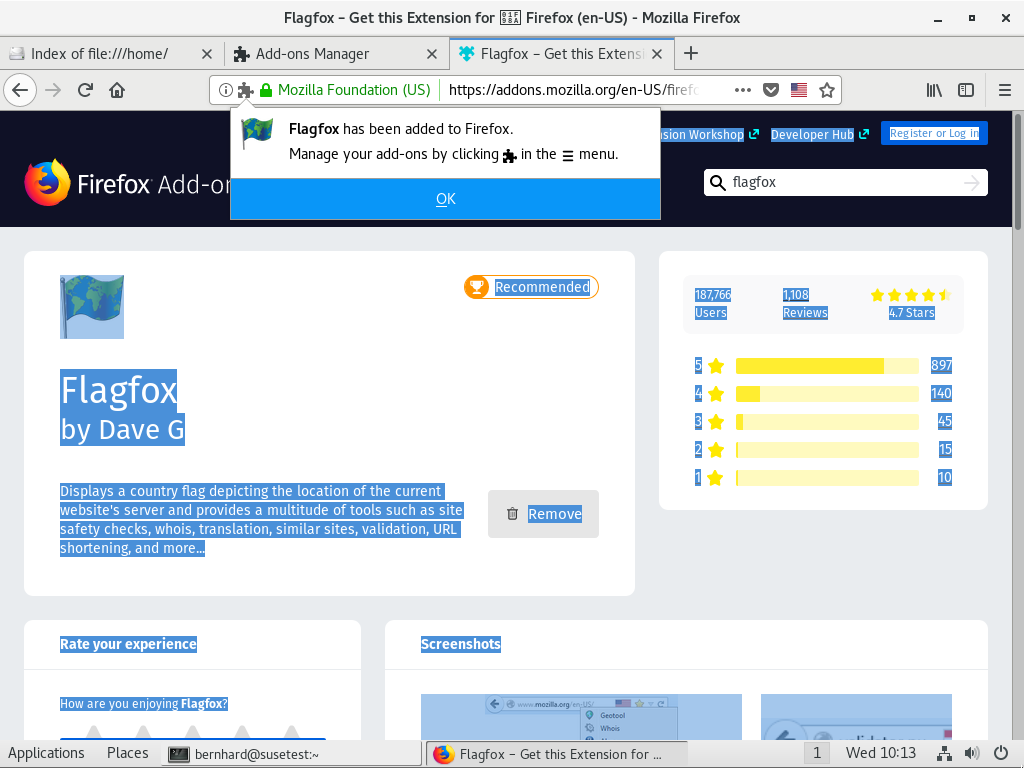 Flagfox – Get this Extension for Firefox (en-US) - Mozilla Firefox
Index of file:///home/
Add-ons Manager
Flagfox – Get this Extens
Mozilla Foundation (US)
https://addons.mozilla.org/en-US/firefo
Flagfox has been added to Firefox.
Manage your add-ons by clicking in the menu.
OK
Workshop
Developer Hub
Register or Log in
Firefox Add-on
flagfox
Recommended
Flagfox
by Dave G
Displays a country flag depicting the location of the current
website's server and provides a multitude of tools such as site
safety checks, whois, translation, similar sites, validation, URL
shortening, and more...
Remove
187,766
Users
1,108
Reviews
4.7 Stars
5 897
4 140
3 45
2 15
1 10
Rate your experience
How are you enjoying Flagfox?
Screenshots
www.mozilla.org/en-US/
Geotool
Whois
Applications
Places
bernhard@susetest:~
Flagfox – Get this Extension for ...
1
Wed 10:13